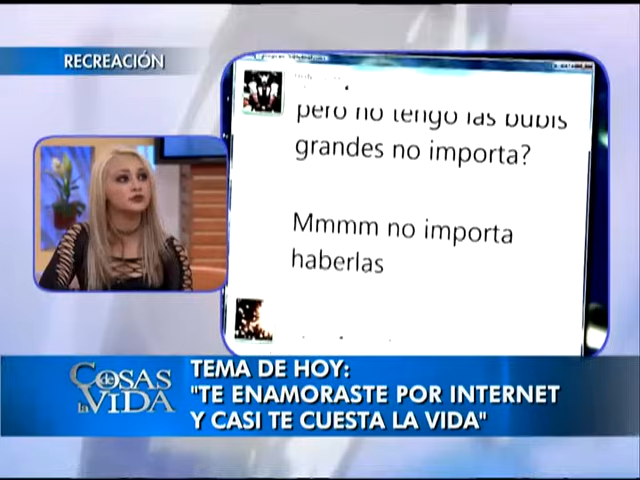 RECREACIÓN
pero no tengo las bubis
grandes no importa?
Mmmm no importa
haberlas
COSAS
de
la VIDA
TEMA DE HOY:
"TE ENAMORASTE POR INTERNET
Y CASI TE CUESTA LA VIDA"